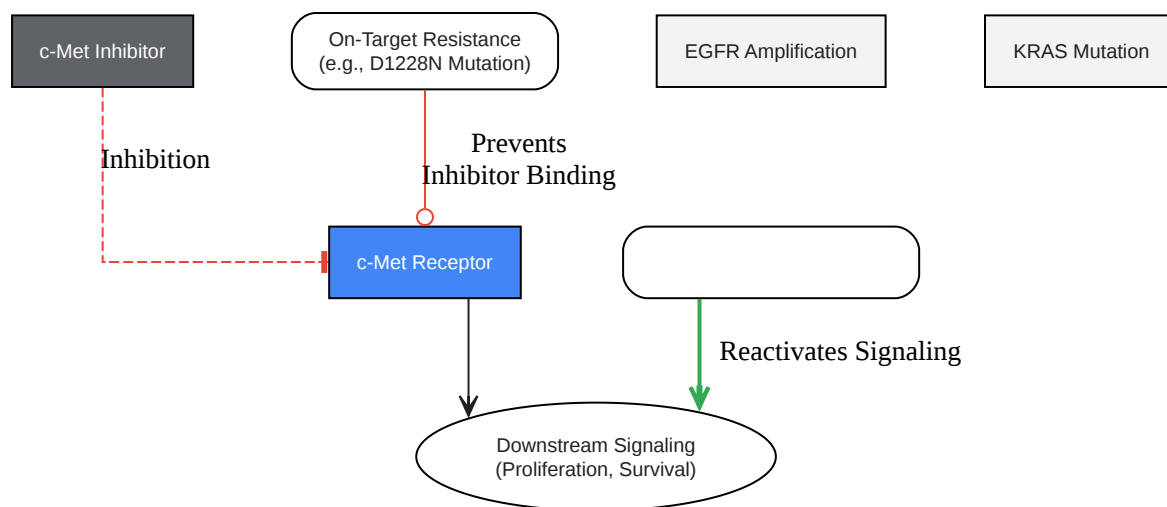 c-Met Inhibitor
On-Target Resistance
(e.g., D1228N Mutation)
EGFR Amplification
KRAS Mutation
Inhibition
Prevents
Inhibitor Binding
c-Met Receptor
Reactivates Signaling
Downstream Signaling
(Proliferation, Survival)